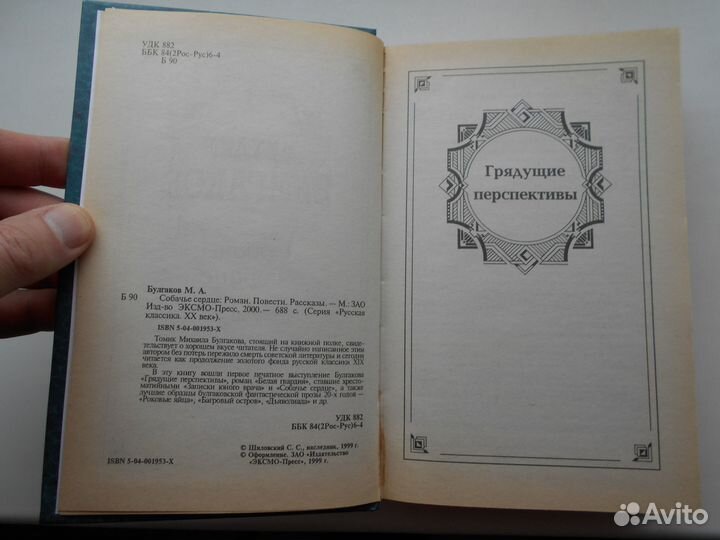 УДК 882
ББК 84(2Рос-Рус)6-4
Б 90
Булгаков М. А.
Б 90 Собачье сердце: Роман. Повести. Рассказы. — М.: ЗАО
Изд-во ЭКСМО-Пресс, 2000. — 688 с. (Серия «Русская
классика. XX век»).
ISBN 5-04-001953-X
Томик Михаила Булгакова, стоящий на книжной полке, свидетельствует
о хорошем вкусе читателя. Не случайно написанное этим
автором без потерь пережило смерть советской литературы и сегодня
читается как продолжение золотого фонда русской классики XIX
века.
В эту книгу вошли первое печатное выступление Булгакова
«Грядущие перспективы», роман «Белая гвардия», ставшие хрестоматийными
«Записки юного врача» и «Собачье сердце», а также
лучшие образцы булгаковской фантастической прозы 20-х годов —
«Роковые яйца», «Багровый остров», «Дьяволиада» и др.
УДК 882
ББК 84(2Рос-Рус)6-4
© Шиловский С. С., наследник, 1999 г.
© Оформление. ЗАО «Издательство
ISBN 5-04-001953-X «ЭКСМО-Пресс», 1999 г.
Грядущие
перспективы
Avito